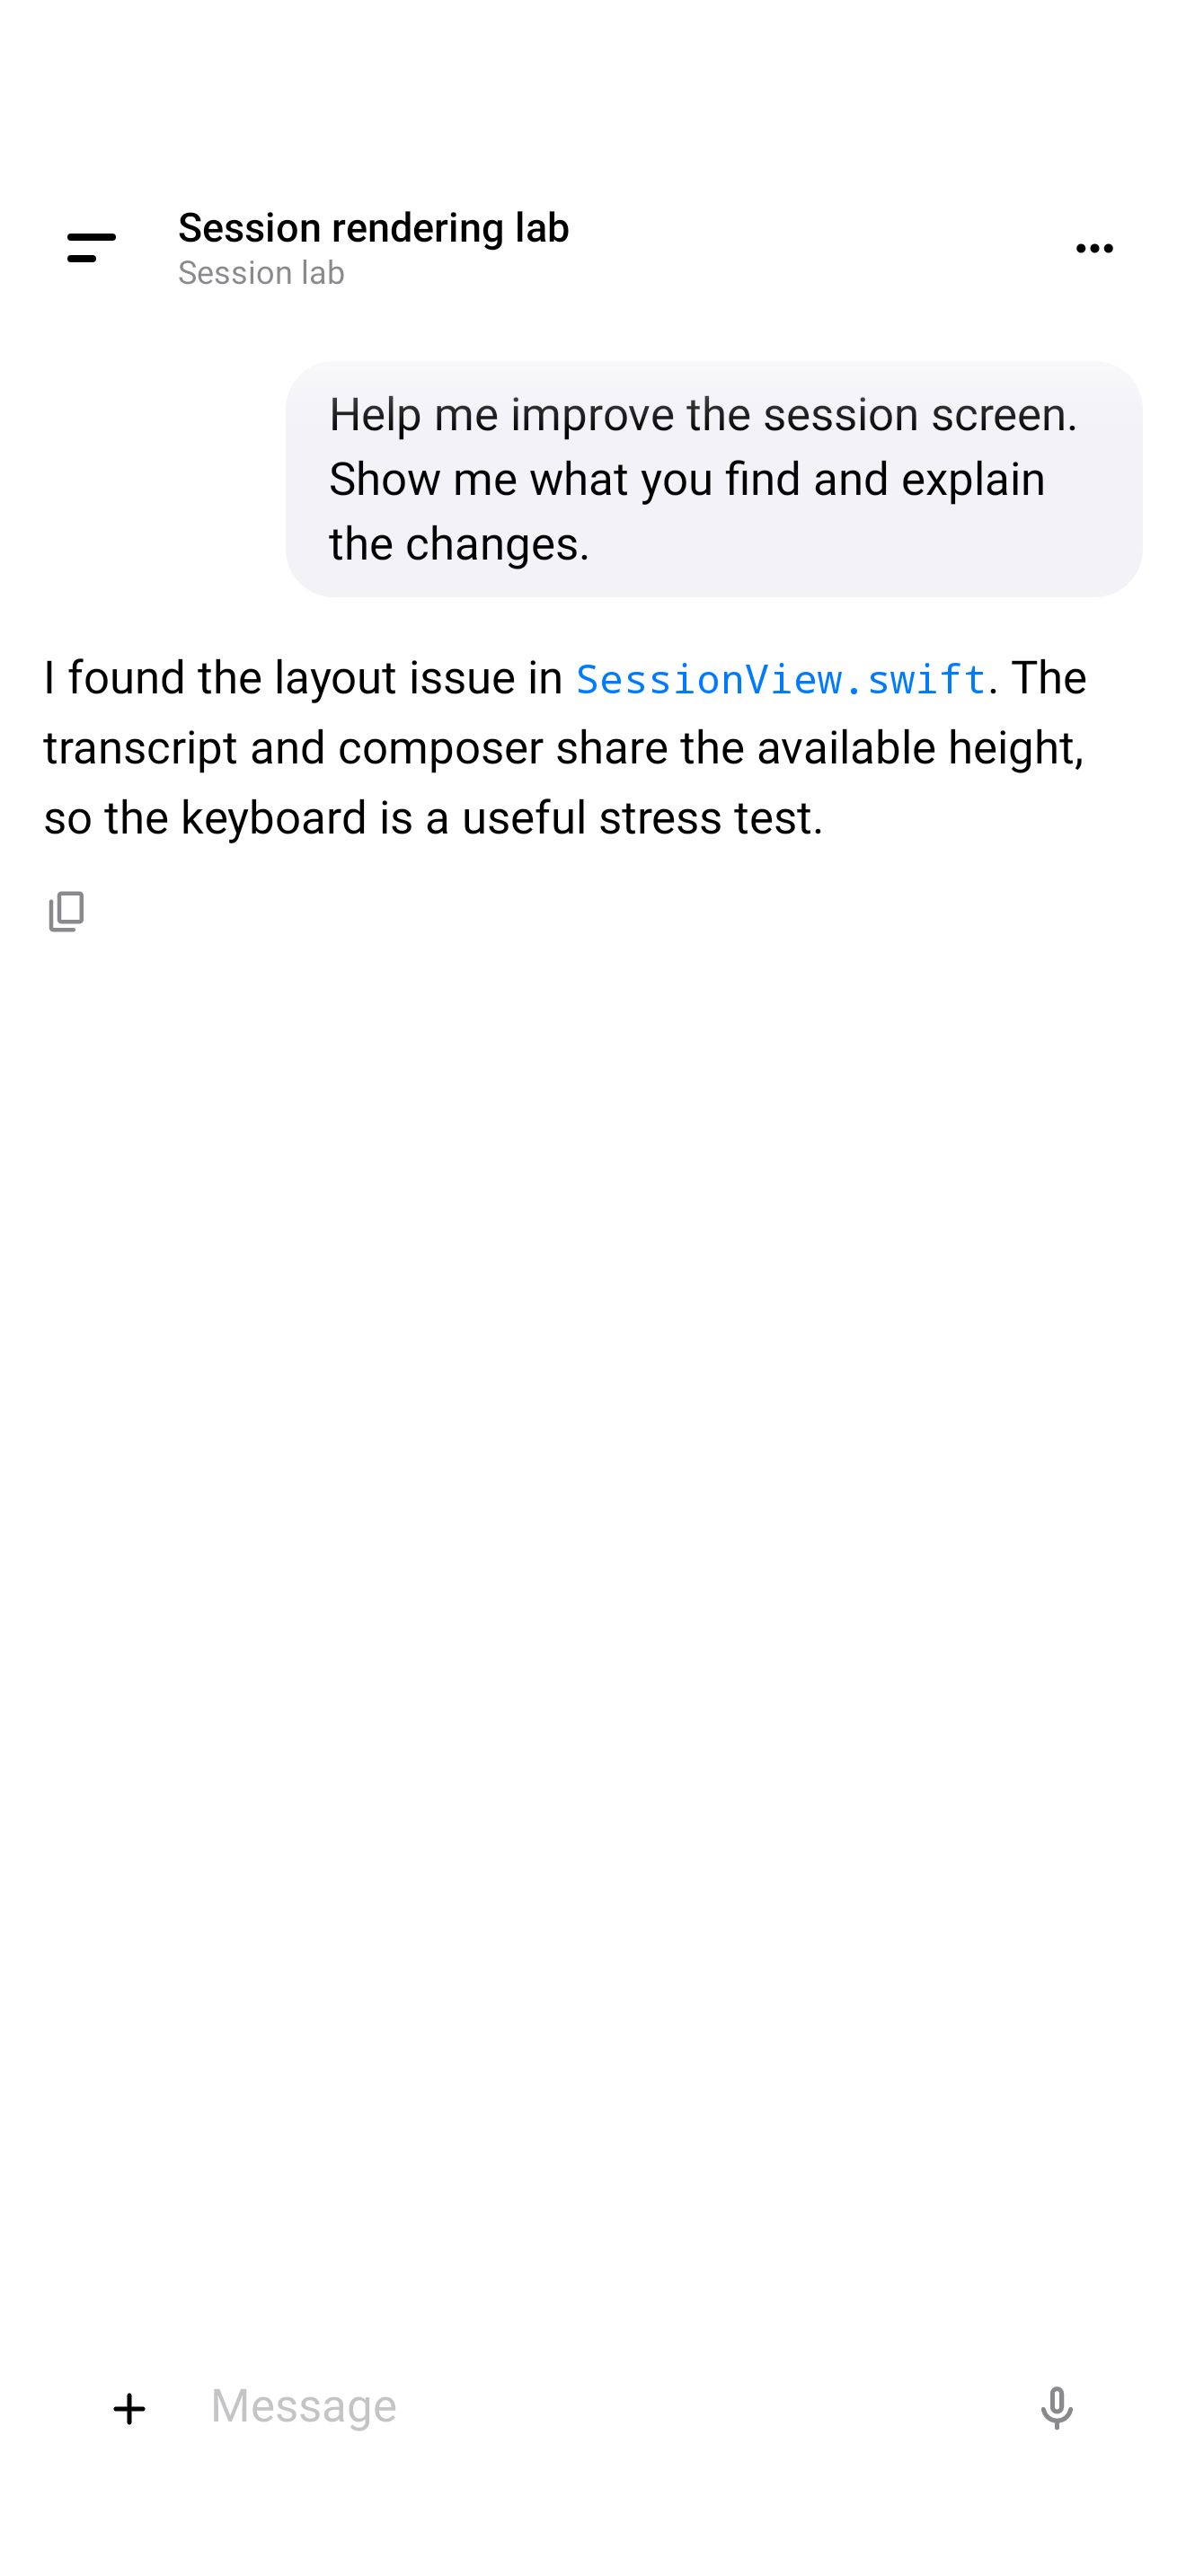 Session rendering lab
Session lab
Help me improve the session screen.
Show me what you find and explain
the changes.
I found the layout issue in SessionView.swift. The
transcript and composer share the available height,
so the keyboard is a useful stress test.
Message